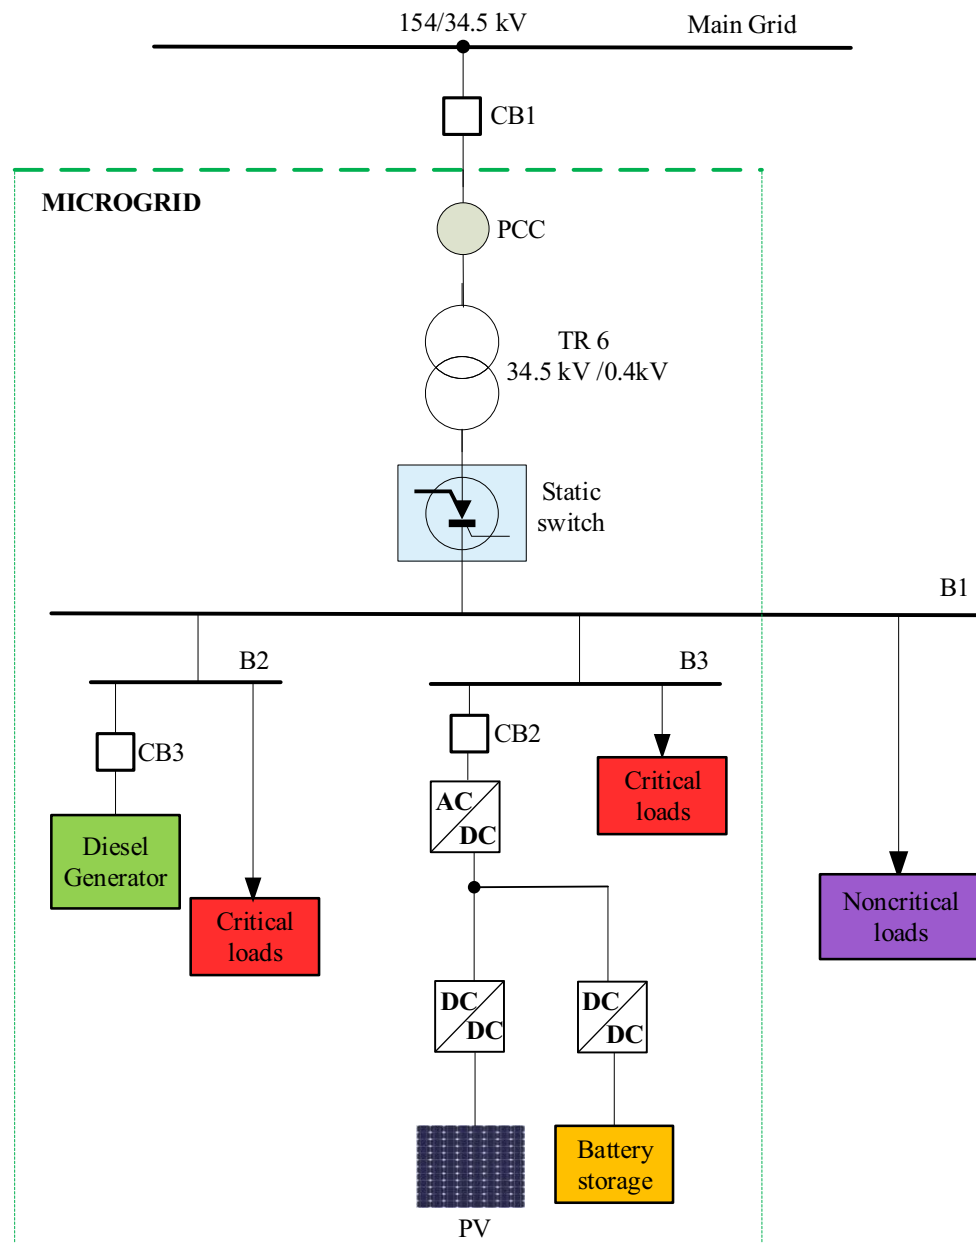 154/34.5 kV
Main Grid
CB1
MICROGRID
PCC
TR 6
34.5 kV /0.4kV
Static
switch
B1
B2
B3
CB3
CB2
Critical
loads
AC
DC
Diesel
Generator
Critical
loads
Noncritical
loads
DC
DC
DC
DC
Battery
storage
PV